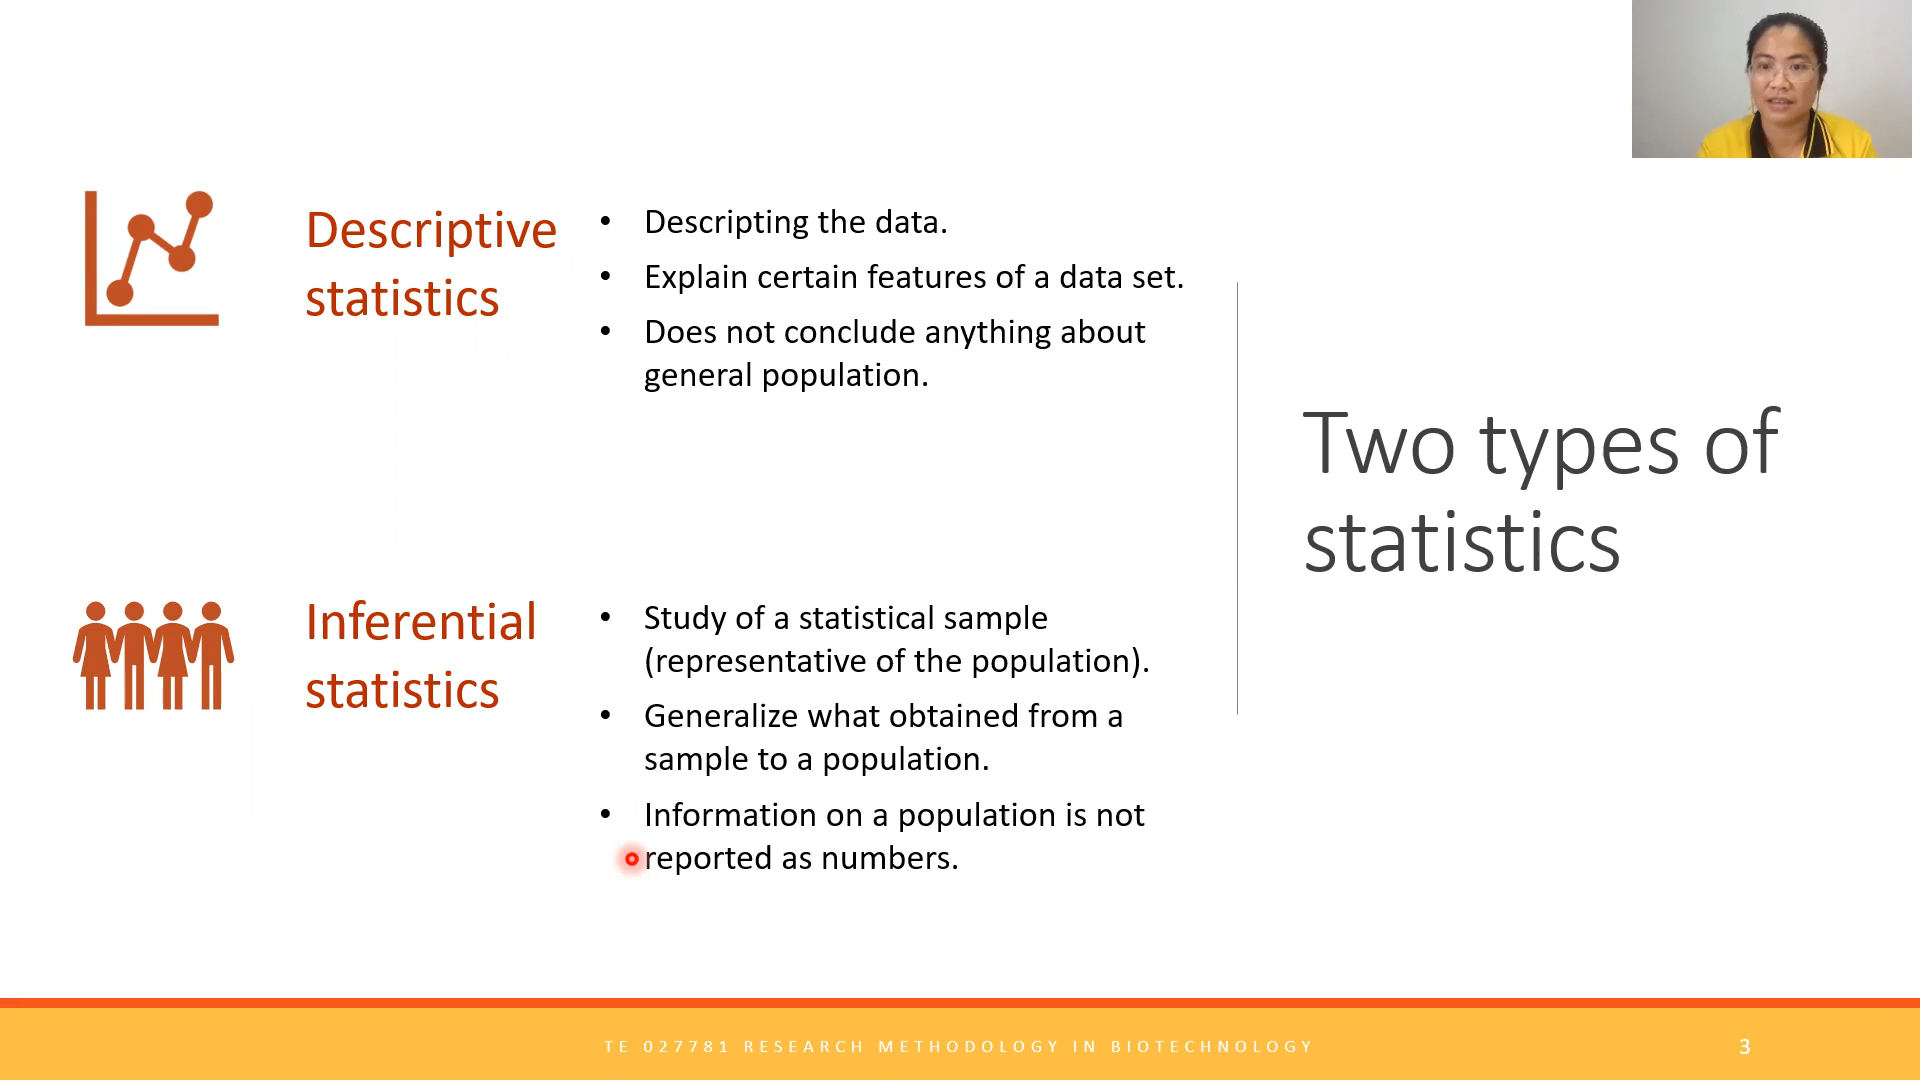 Descriptive
statistics
• Descripting the data.
• Explain certain features of a data set.
• Does not conclude anything about
general population.
Inferential
statistics
• Study of a statistical sample
(representative of the population).
• Generalize what obtained from a
sample to a population.
• Information on a population is not
reported as numbers.
Two types of
statistics
TE 027781 RESEARCH METHODOLOGY IN BIOTECHNOLOGY
3